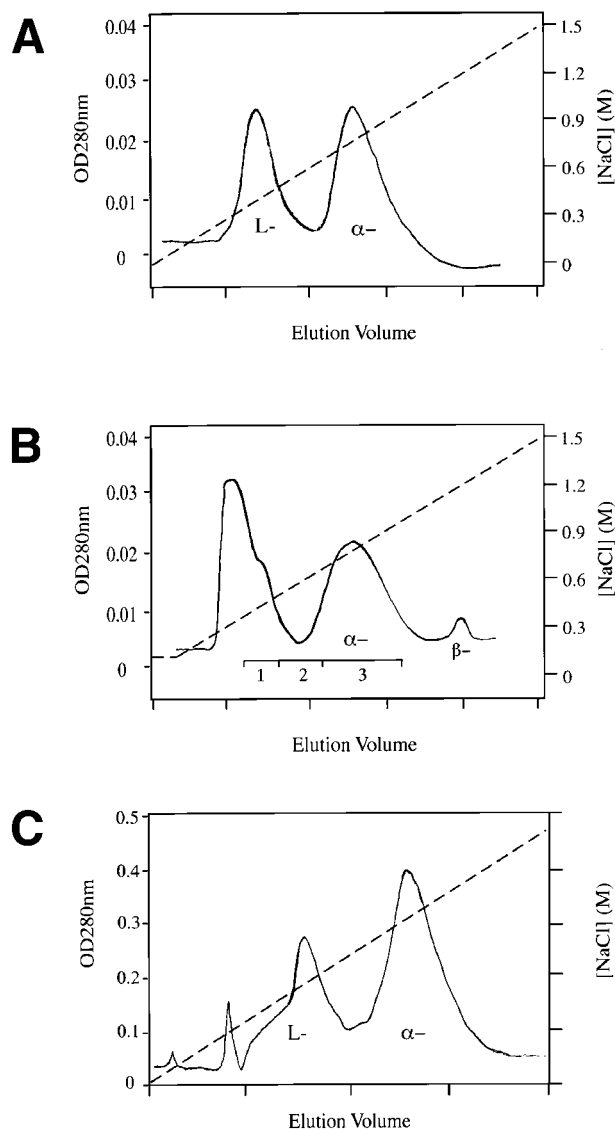 A
0.04
0.03
0.02
0.01
0
OD280nm
1.5
1.2
0.9
0.6
0.3
0
[NaCl] (M)
L-
α–
Elution Volume
B
0.04
0.03
0.02
0.01
0
OD280nm
1.5
1.2
0.9
0.6
0.3
0
[NaCl] (M)
α–
β–
1 2 3
Elution Volume
C
0.5
0.4
0.3
0.2
0.1
0
OD280nm
[NaCl] (M)
L-
α–
Elution Volume